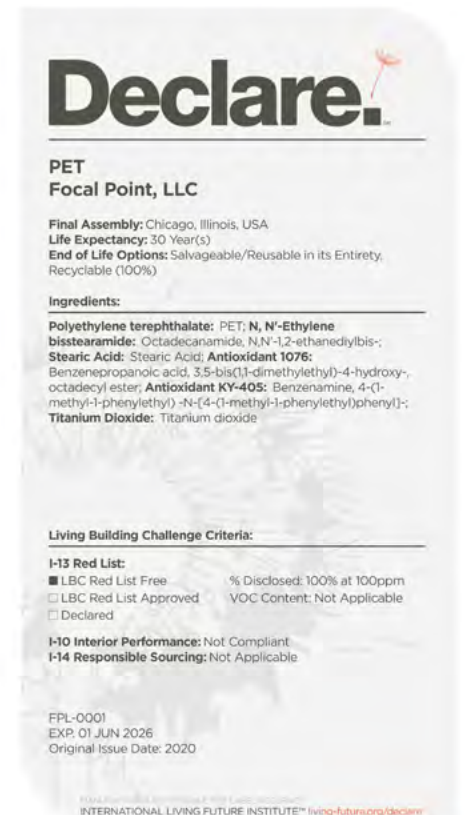 Declare.
PET
Focal Point, LLC
Final Assembly: Chicago, Illinois, USA
Life Expectancy: 30 Year(s)
End of Life Options: Salvageable/Reusable in its Entirety,
Recyclable (100%)
Ingredients:
Polyethylene terephthalate: PET; N, N'-Ethylene
bisstearamide: Octadecanamide, N,N'-1,2-ethanediylbis-;
Stearic Acid: Stearic Acid; Antioxidant 1076:
Benzenepropanoic acid, 3,5-bis(1,1-dimethylethyl)-4-hydroxy-,
octadecyl ester; Antioxidant KY-405: Benzenamine, 4-(1-
methyl-1-phenylethyl) -N-[4-(1-methyl-1-phenylethyl)phenyl]-;
Titanium Dioxide: Titanium dioxide
Living Building Challenge Criteria:
I-13 Red List:
■ LBC Red List Free % Disclosed: 100% at 100ppm
□ LBC Red List Approved VOC Content: Not Applicable
□ Declared
I-10 Interior Performance: Not Compliant
I-14 Responsible Sourcing: Not Applicable
FPL-0001
EXP. 01 JUN 2026
Original Issue Date: 2020
INTERNATIONAL LIVING FUTURE INSTITUTE™ living-future.org/declare